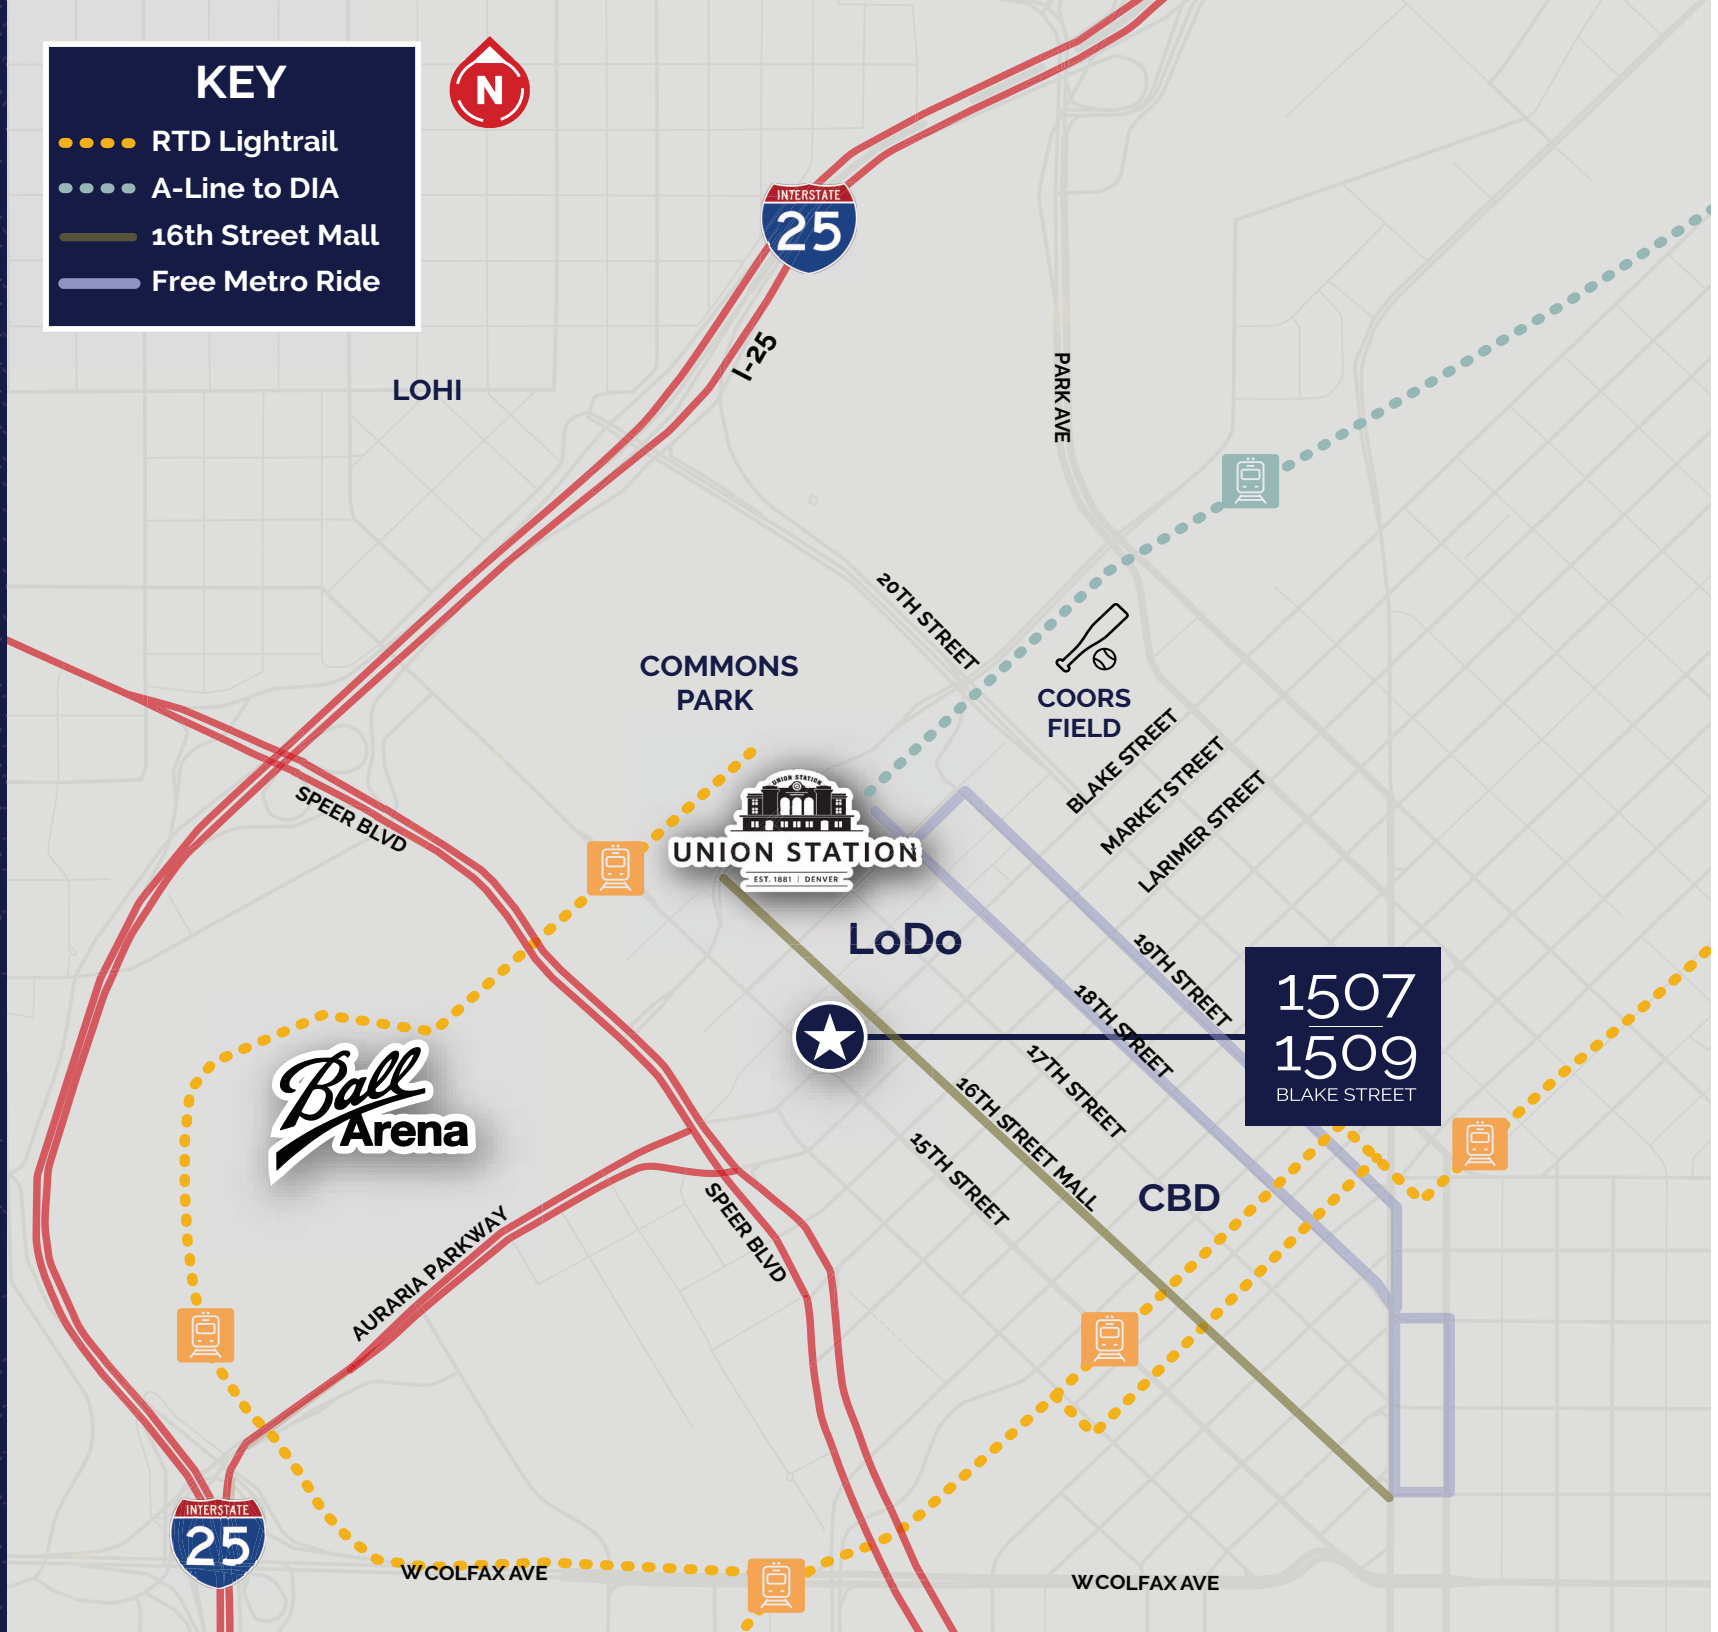 KEY
RTD Lightrail
A-Line to DIA
16th Street Mall
Free Metro Ride
N
INTERSTATE
25
I-25
LOHI
PARK AVE
20TH STREET
COMMONS
PARK
COORS
FIELD
BLAKE STREET
MARKET STREET
LARIMER STREET
SPEER BLVD
UNION STATION
UNION STATION
EST. 1881 | DENVER
LoDo
19TH STREET
18TH STREET
17TH STREET
16TH STREET MALL
15TH STREET
1507
1509
BLAKE STREET
Ball
Arena
CBD
SPEER BLVD
AURARIA PARKWAY
INTERSTATE
25
W COLFAX AVE
W COLFAX AVE